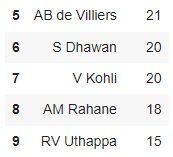 5 AB de Villiers 21
6 S Dhawan 20
7 V Kohli 20
8 AM Rahane 18
9 RV Uthappa 15